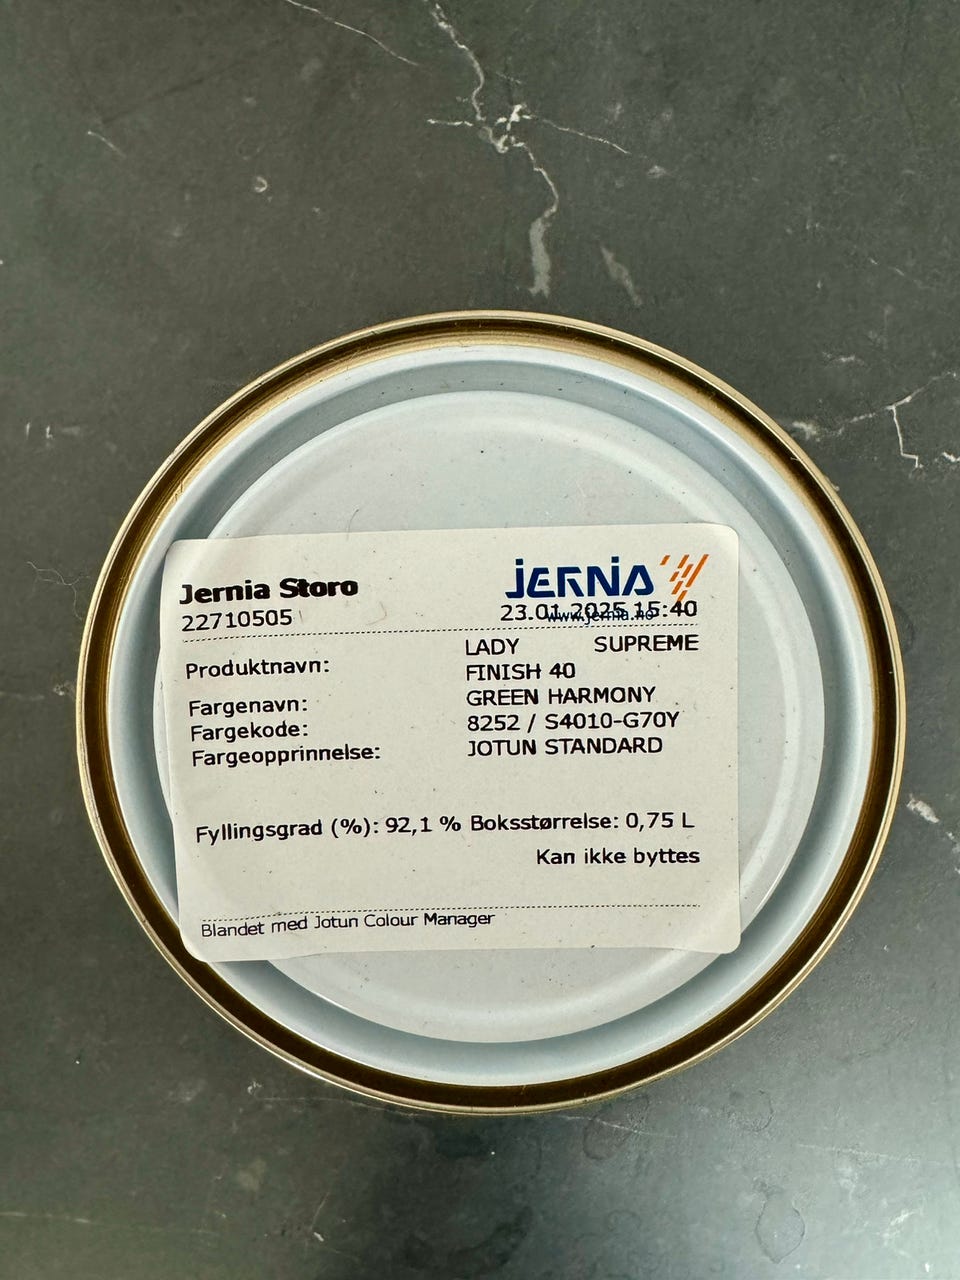 Jernia Storo
JERNIA
22710505
23.01.2025 15:40
www.jernia.no
Produktnavn: LADY SUPREME
FINISH 40
Fargenavn: GREEN HARMONY
Fargekode: 8252 / S4010-G70Y
Fargeopprinnelse: JOTUN STANDARD
Fyllingsgrad (%): 92,1 % Boksstørrelse: 0,75 L
Kan ikke byttes
Blandet med Jotun Colour Manager